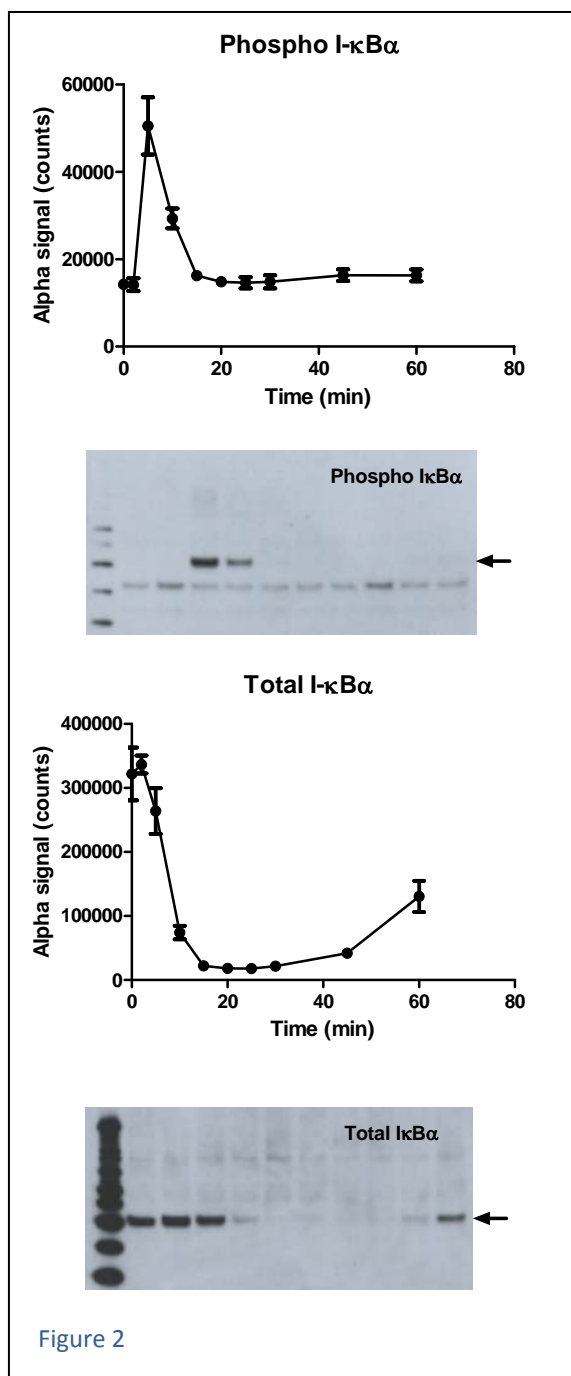 Phospho I-κBα
Alpha signal (counts)
60000
40000
20000
0
0 20 40 60 80
Time (min)
Phospho IκBα
Total I-κBα
Alpha signal (counts)
400000
300000
200000
100000
0
0 20 40 60 80
Time (min)
Total IκBα
Figure 2